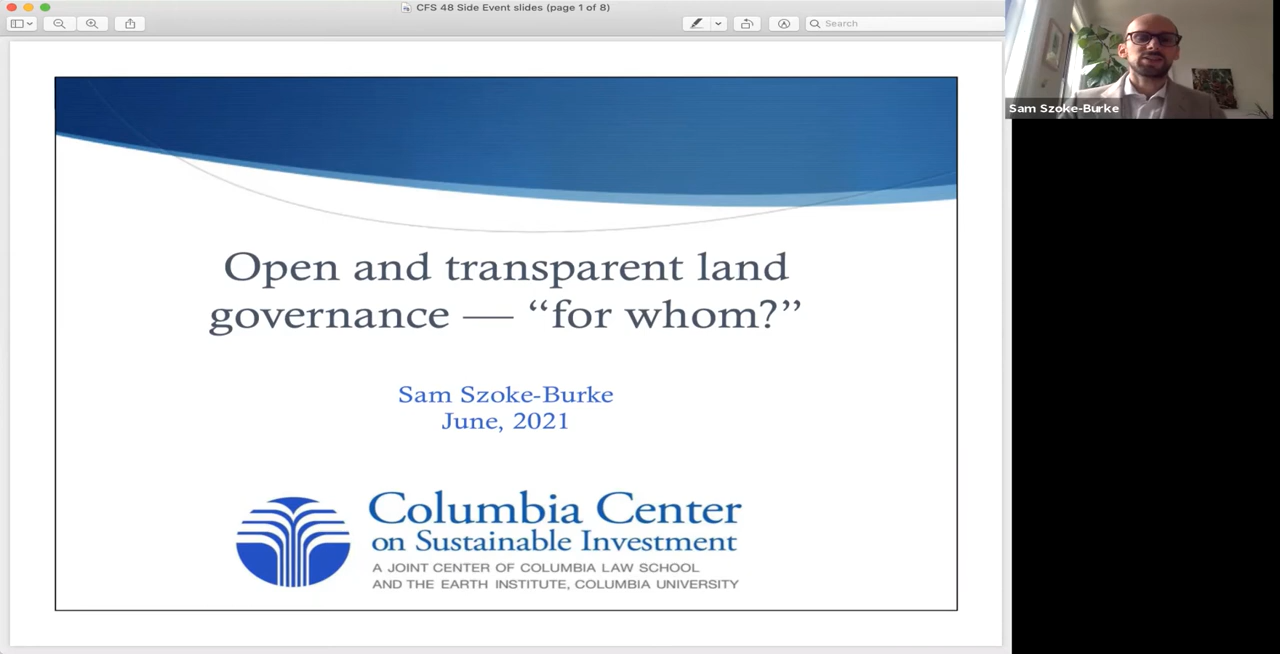 CFS 48 Side Event slides (page 1 of 8)
Search
Sam Szoke-Burke
Open and transparent land
governance — “for whom?”
Sam Szoke-Burke
June, 2021
Columbia Center
on Sustainable Investment
A JOINT CENTER OF COLUMBIA LAW SCHOOL
AND THE EARTH INSTITUTE, COLUMBIA UNIVERSITY